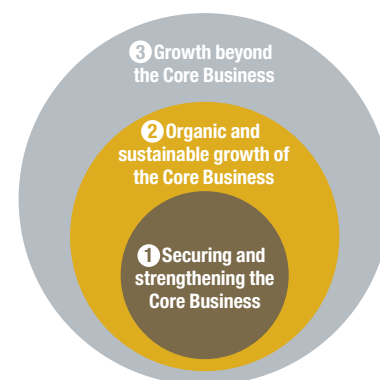 3 Growth beyond
the Core Business
2 Organic and
sustainable growth of
the Core Business
1 Securing and
strengthening the
Core Business